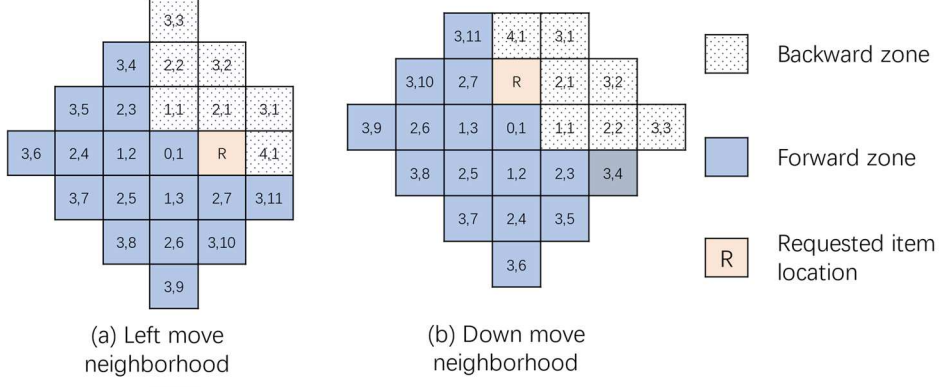 3,3
3,4 2,2 3,2
3,5 2,3 1,1 2,1 3,1
3,6 2,4 1,2 0,1 R 4,1
3,7 2,5 1,3 2,7 3,11
3,8 2,6 3,10
3,9
(a) Left move
neighborhood
3,11 4,1 3,1
3,10 2,7 R 2,1 3,2
3,9 2,6 1,3 0,1 1,1 2,2 3,3
3,8 2,5 1,2 2,3 3,4
3,7 2,4 3,5
3,6
(b) Down move
neighborhood
Backward zone
Forward zone
R Requested item
location